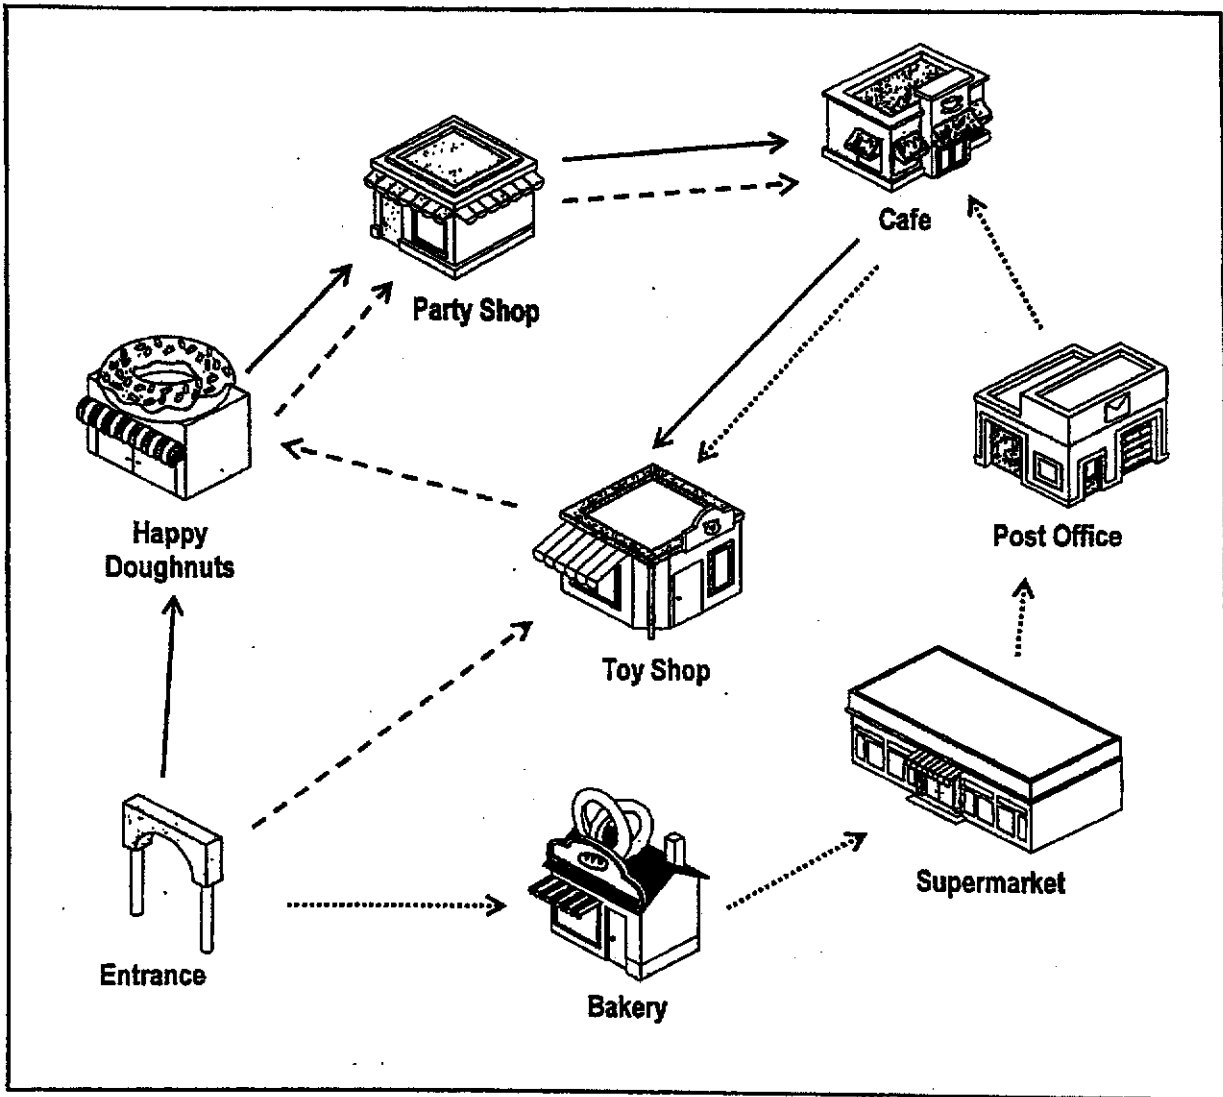 Cafe
Party Shop
Happy
Doughnuts
Post Office
Toy Shop
Supermarket
Entrance
Bakery